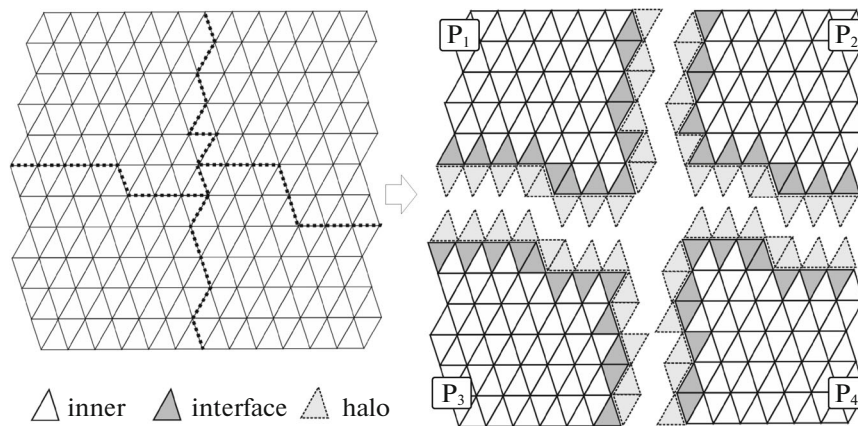 P1
P2
P3
P4
inner
interface
halo